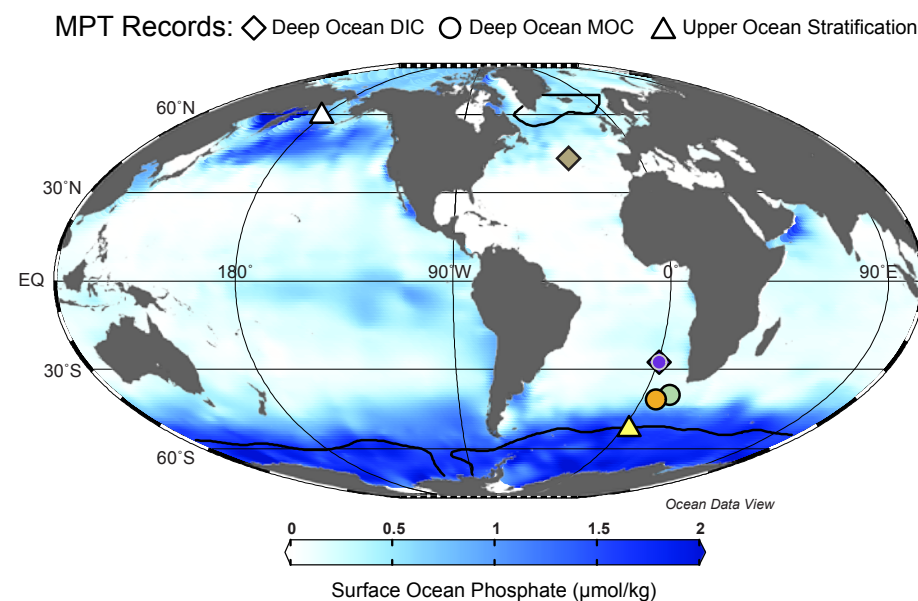 MPT Records: Deep Ocean DIC Deep Ocean MOC Upper Ocean Stratification
60°N
30°N
180° 90°W 0° 90°E
EQ
30°S
60°S
Ocean Data View
0 0.5 1 1.5 2
Surface Ocean Phosphate (μmol/kg)